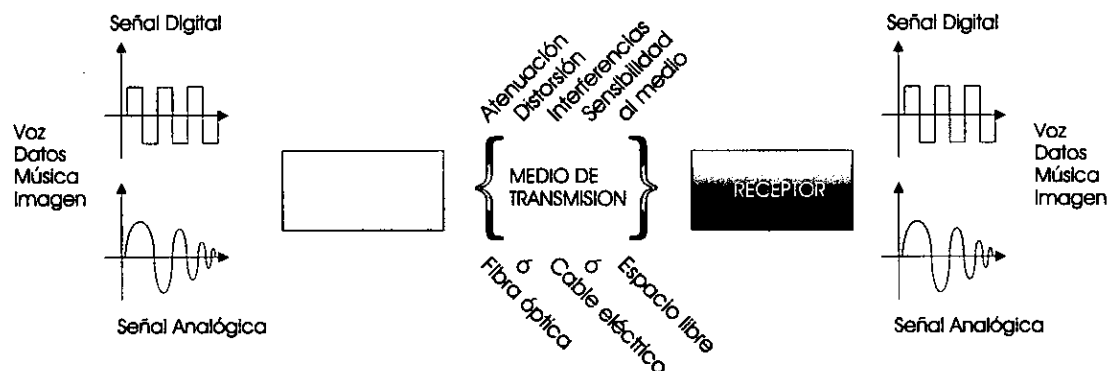 Señal Digital
Voz
Datos
Música
Imagen
Señal Analógica
Atenuación
Distorsión
Interferencias
Sensibilidad
al medio
MEDIO DE
TRANSMISION
Fibra óptica
ó
Cable eléctrico
ó
Espacio libre
RECEPTOR
Señal Digital
Voz
Datos
Música
Imagen
Señal Analógica